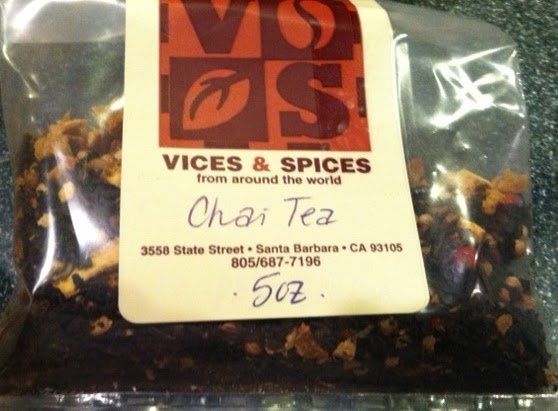 VICES & SPICES
from around the world
Chai Tea
3558 State Street • Santa Barbara • CA 93105
805/687-7196
. 5oz .